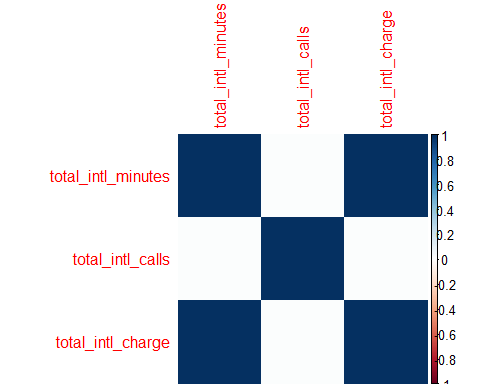 total_intl_minutes
total_intl_calls
total_intl_charge
total_intl_minutes
total_intl_calls
total_intl_charge
1
0.8
0.6
0.4
0.2
0
-0.2
-0.4
-0.6
-0.8
-1